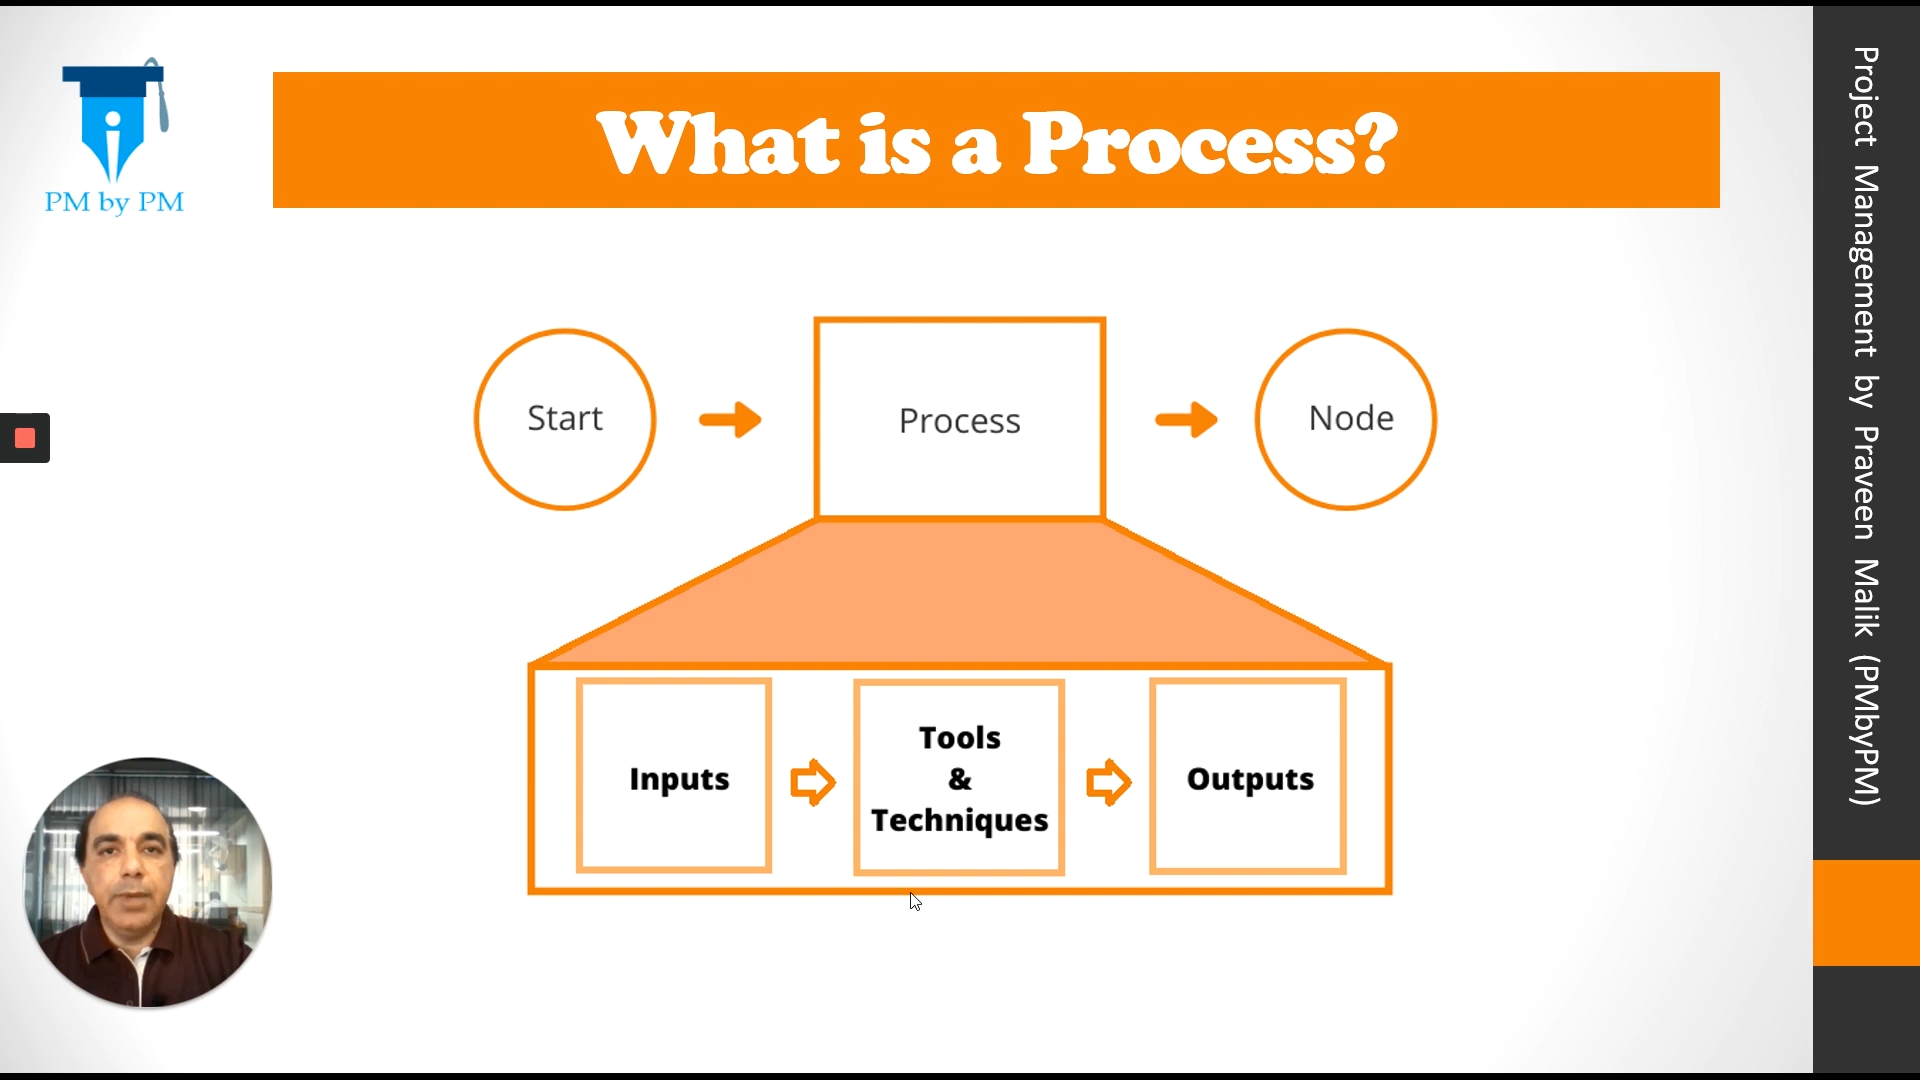 PM by PM
What is a Process?
Start
Process
Node
Inputs
Tools
&
Techniques
Outputs
Project Management by Praveen Malik (PMbyPM)